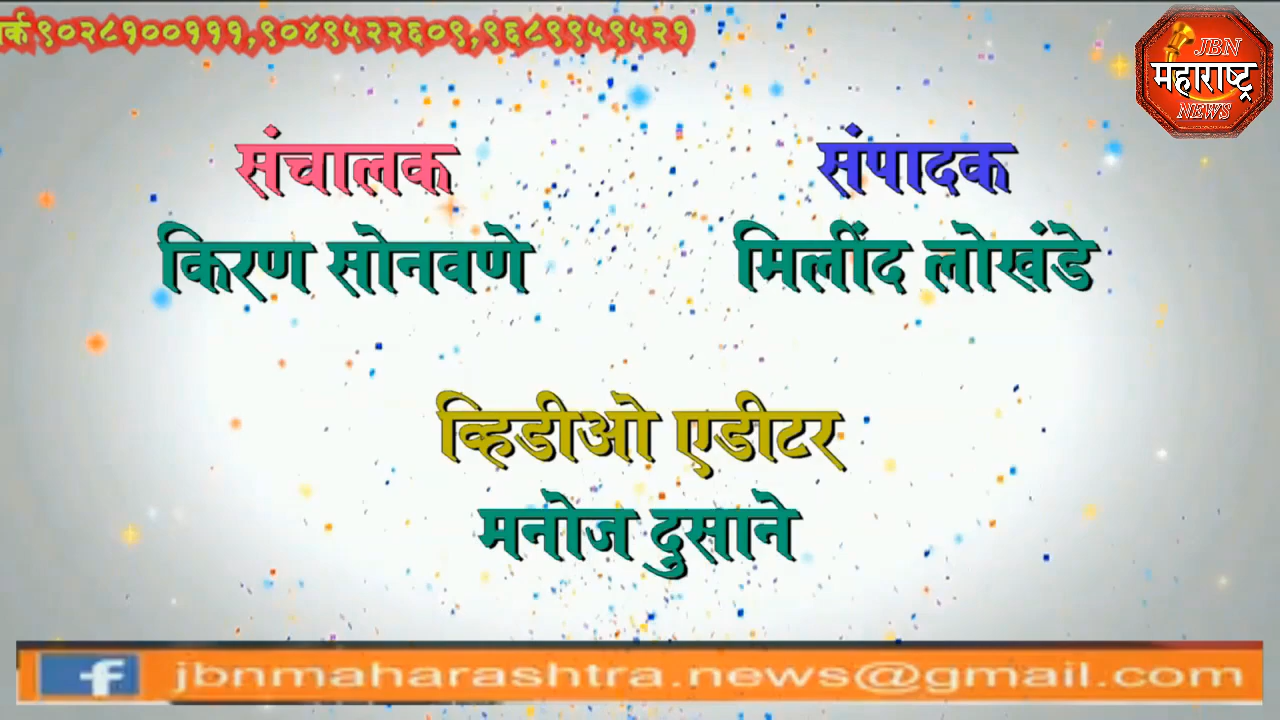 र्क ९०२८१००१११,९०४९५२२६०९,९६८९९५९५२१
JBN
महाराष्ट्र
NEWS
संचालक
संपादक
किरण सोनवणे
मिलींद लोखंडे
व्हिडीओ एडीटर
मनोज दुसाने
f jbnmaharashtra.news@gmail.com